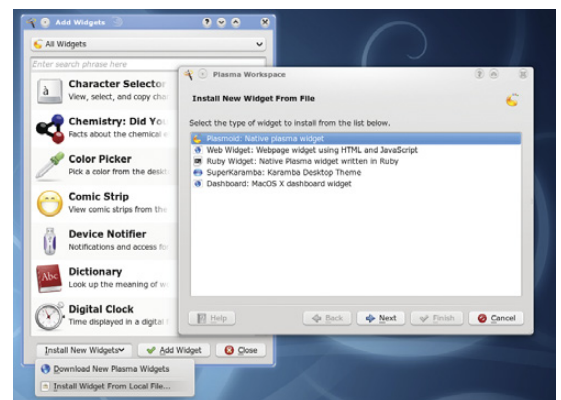 Add Widgets
All Widgets
Enter search phrase here
Character Selector
View, select, and copy char
Chemistry: Did You
Facts about the chemical e
Color Picker
Pick a color from the deskt
Comic Strip
View comic strips from the
Device Notifier
Notifications and access for
Abc
Dictionary
Look up the meaning of w
Digital Clock
Time displayed in a digital f
Install New Widgets
Add Widget
Close
Download New Plasma Widgets
Install Widget From Local File...
Plasma Workspace
Install New Widget From File
Select the type of widget to install from the list below.
Plasmoid: Native plasma widget
Web Widget: Webpage widget using HTML and JavaScript
Ruby Widget: Native Plasma widget written in Ruby
SuperKaramba: Karamba Desktop Theme
Dashboard: MacOS X dashboard widget
Help
Back
Next
Finish
Cancel